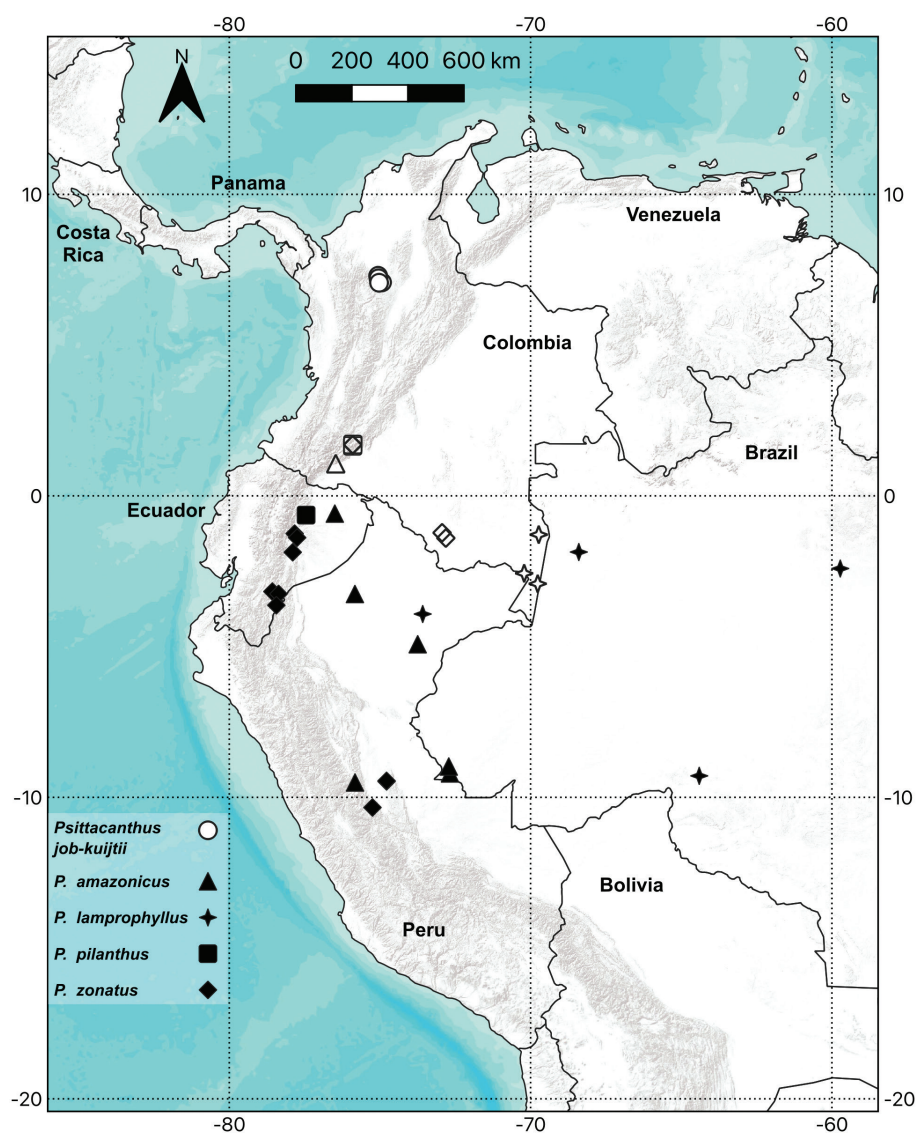 -80 -70 -60
N
0 200 400 600 km
Panama
10 10
Venezuela
Costa
Rica
Colombia
Brazil
0 0
Ecuador
-10 -10
Psittacanthus
job-kuijtii
P. amazonicus
Bolivia
P. lamprophyllus
Peru
P. pilanthus
P. zonatus
-20 -20
-80 -70 -60